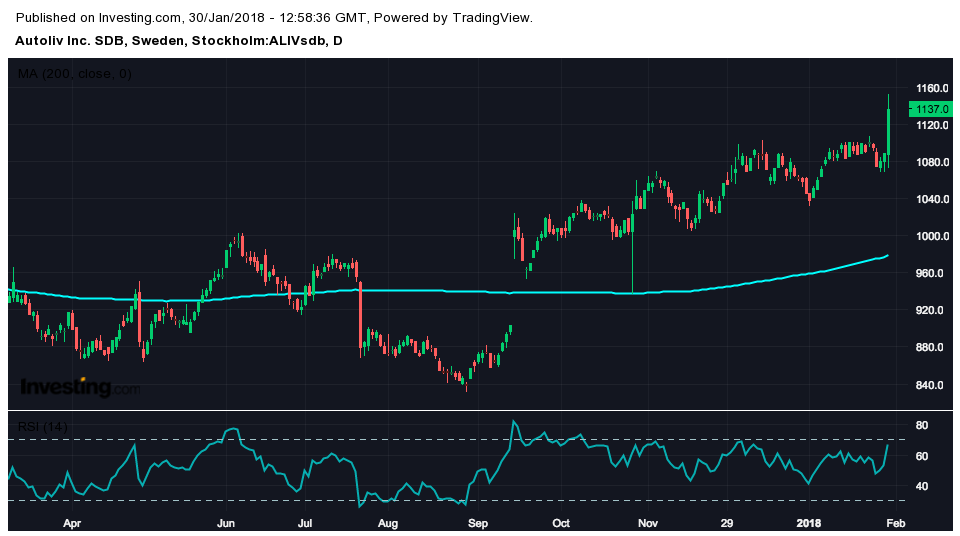 Published on Investing.com, 30/Jan/2018 - 12:58:36 GMT, Powered by TradingView.
Autoliv Inc. SDB, Sweden, Stockholm:ALIVsdb, D
MA (200, close, 0)
1160.0
1137.0
1120.0
1080.0
1040.0
1000.0
960.0
920.0
880.0
840.0
Investing.com
RSI (14)
80
60
40
Apr Jun Jul Aug Sep Oct Nov 29 2018 Feb